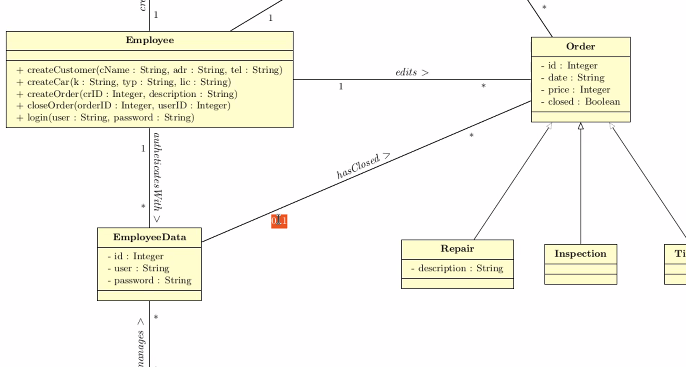 cre
1
1
*
Employee
+ createCustomer(cName : String, adr : String, tel : String)
+ createCar(k : String, typ : String, lic : String)
+ createOrder(crID : Integer, description : String)
+ closeOrder(orderID : Integer, userID : Integer)
+ login(user : String, password : String)
edits >
1
*
Order
- id : Integer
- date : String
- price : Integer
- closed : Boolean
1
autheticatesWith >
*
hasClosed >
*
0..1
EmployeeData
- id : Integer
- user : String
- password : String
Repair
- description : String
Inspection
Ti
manages >
*